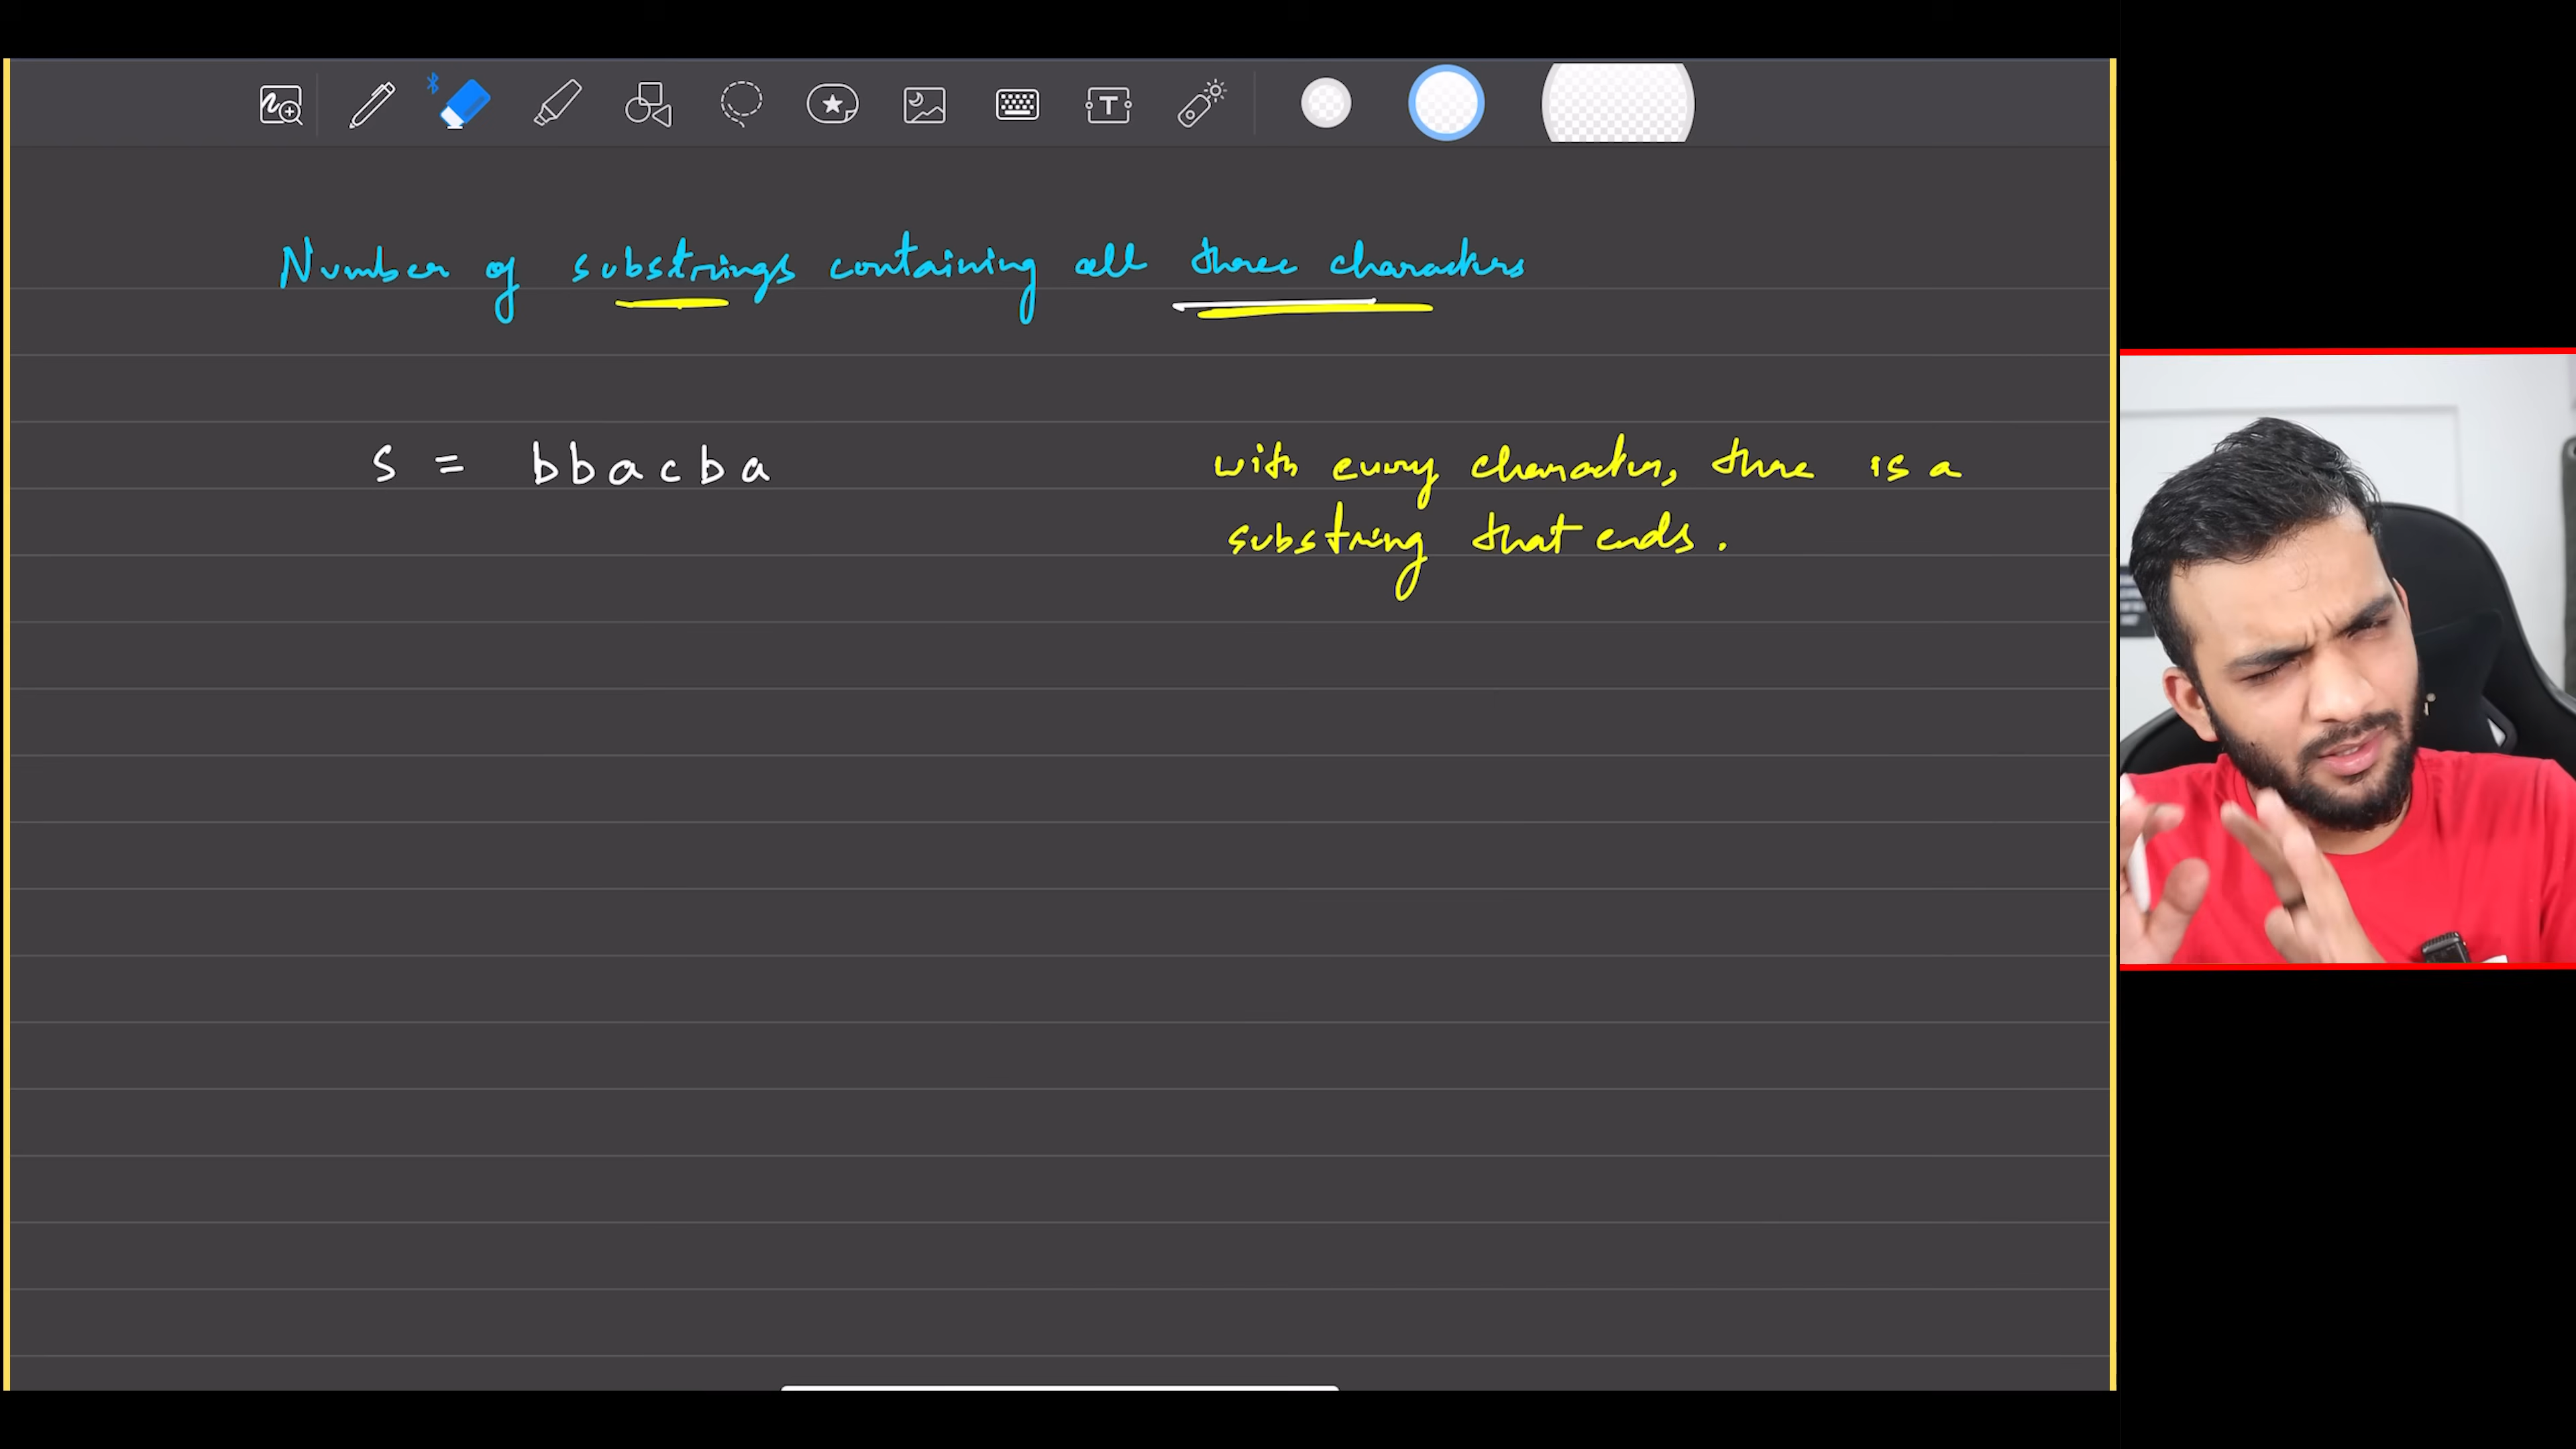 Number of substrings containing all three characters
s = bbacba
with every character, there is a
substring that ends.